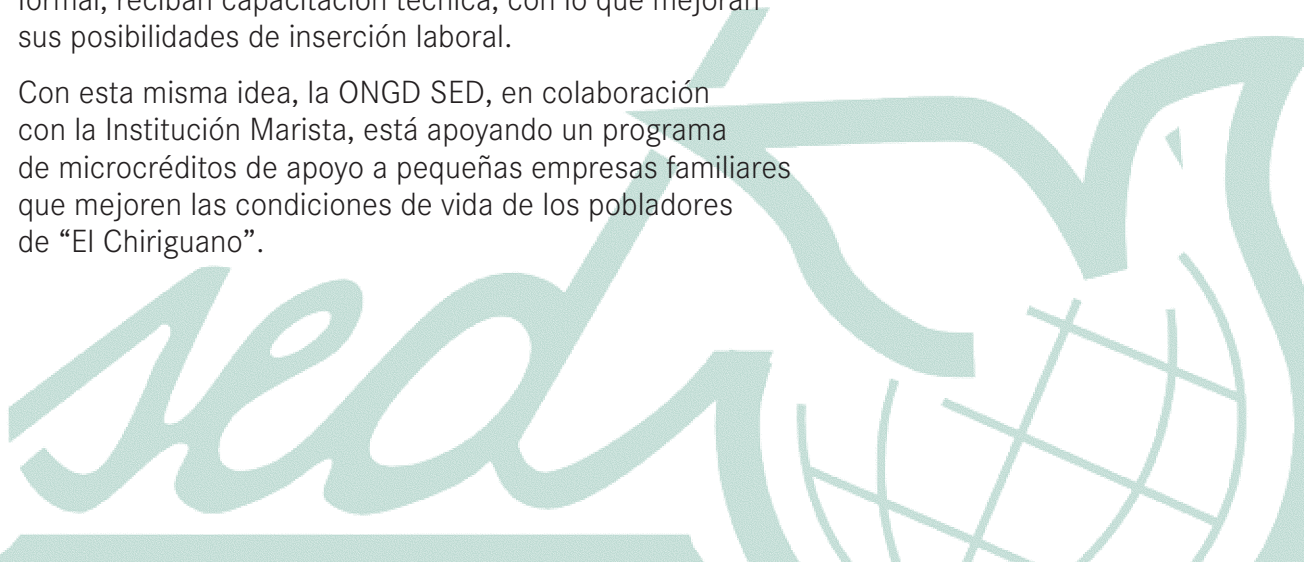 formal, reciban capacitación técnica, con lo que mejoran
sus posibilidades de inserción laboral.
Con esta misma idea, la ONGD SED, en colaboración
con la Institución Marista, está apoyando un programa
de microcréditos de apoyo a pequeñas empresas familiares
que mejoren las condiciones de vida de los pobladores
de “El Chiriguano”.
sed